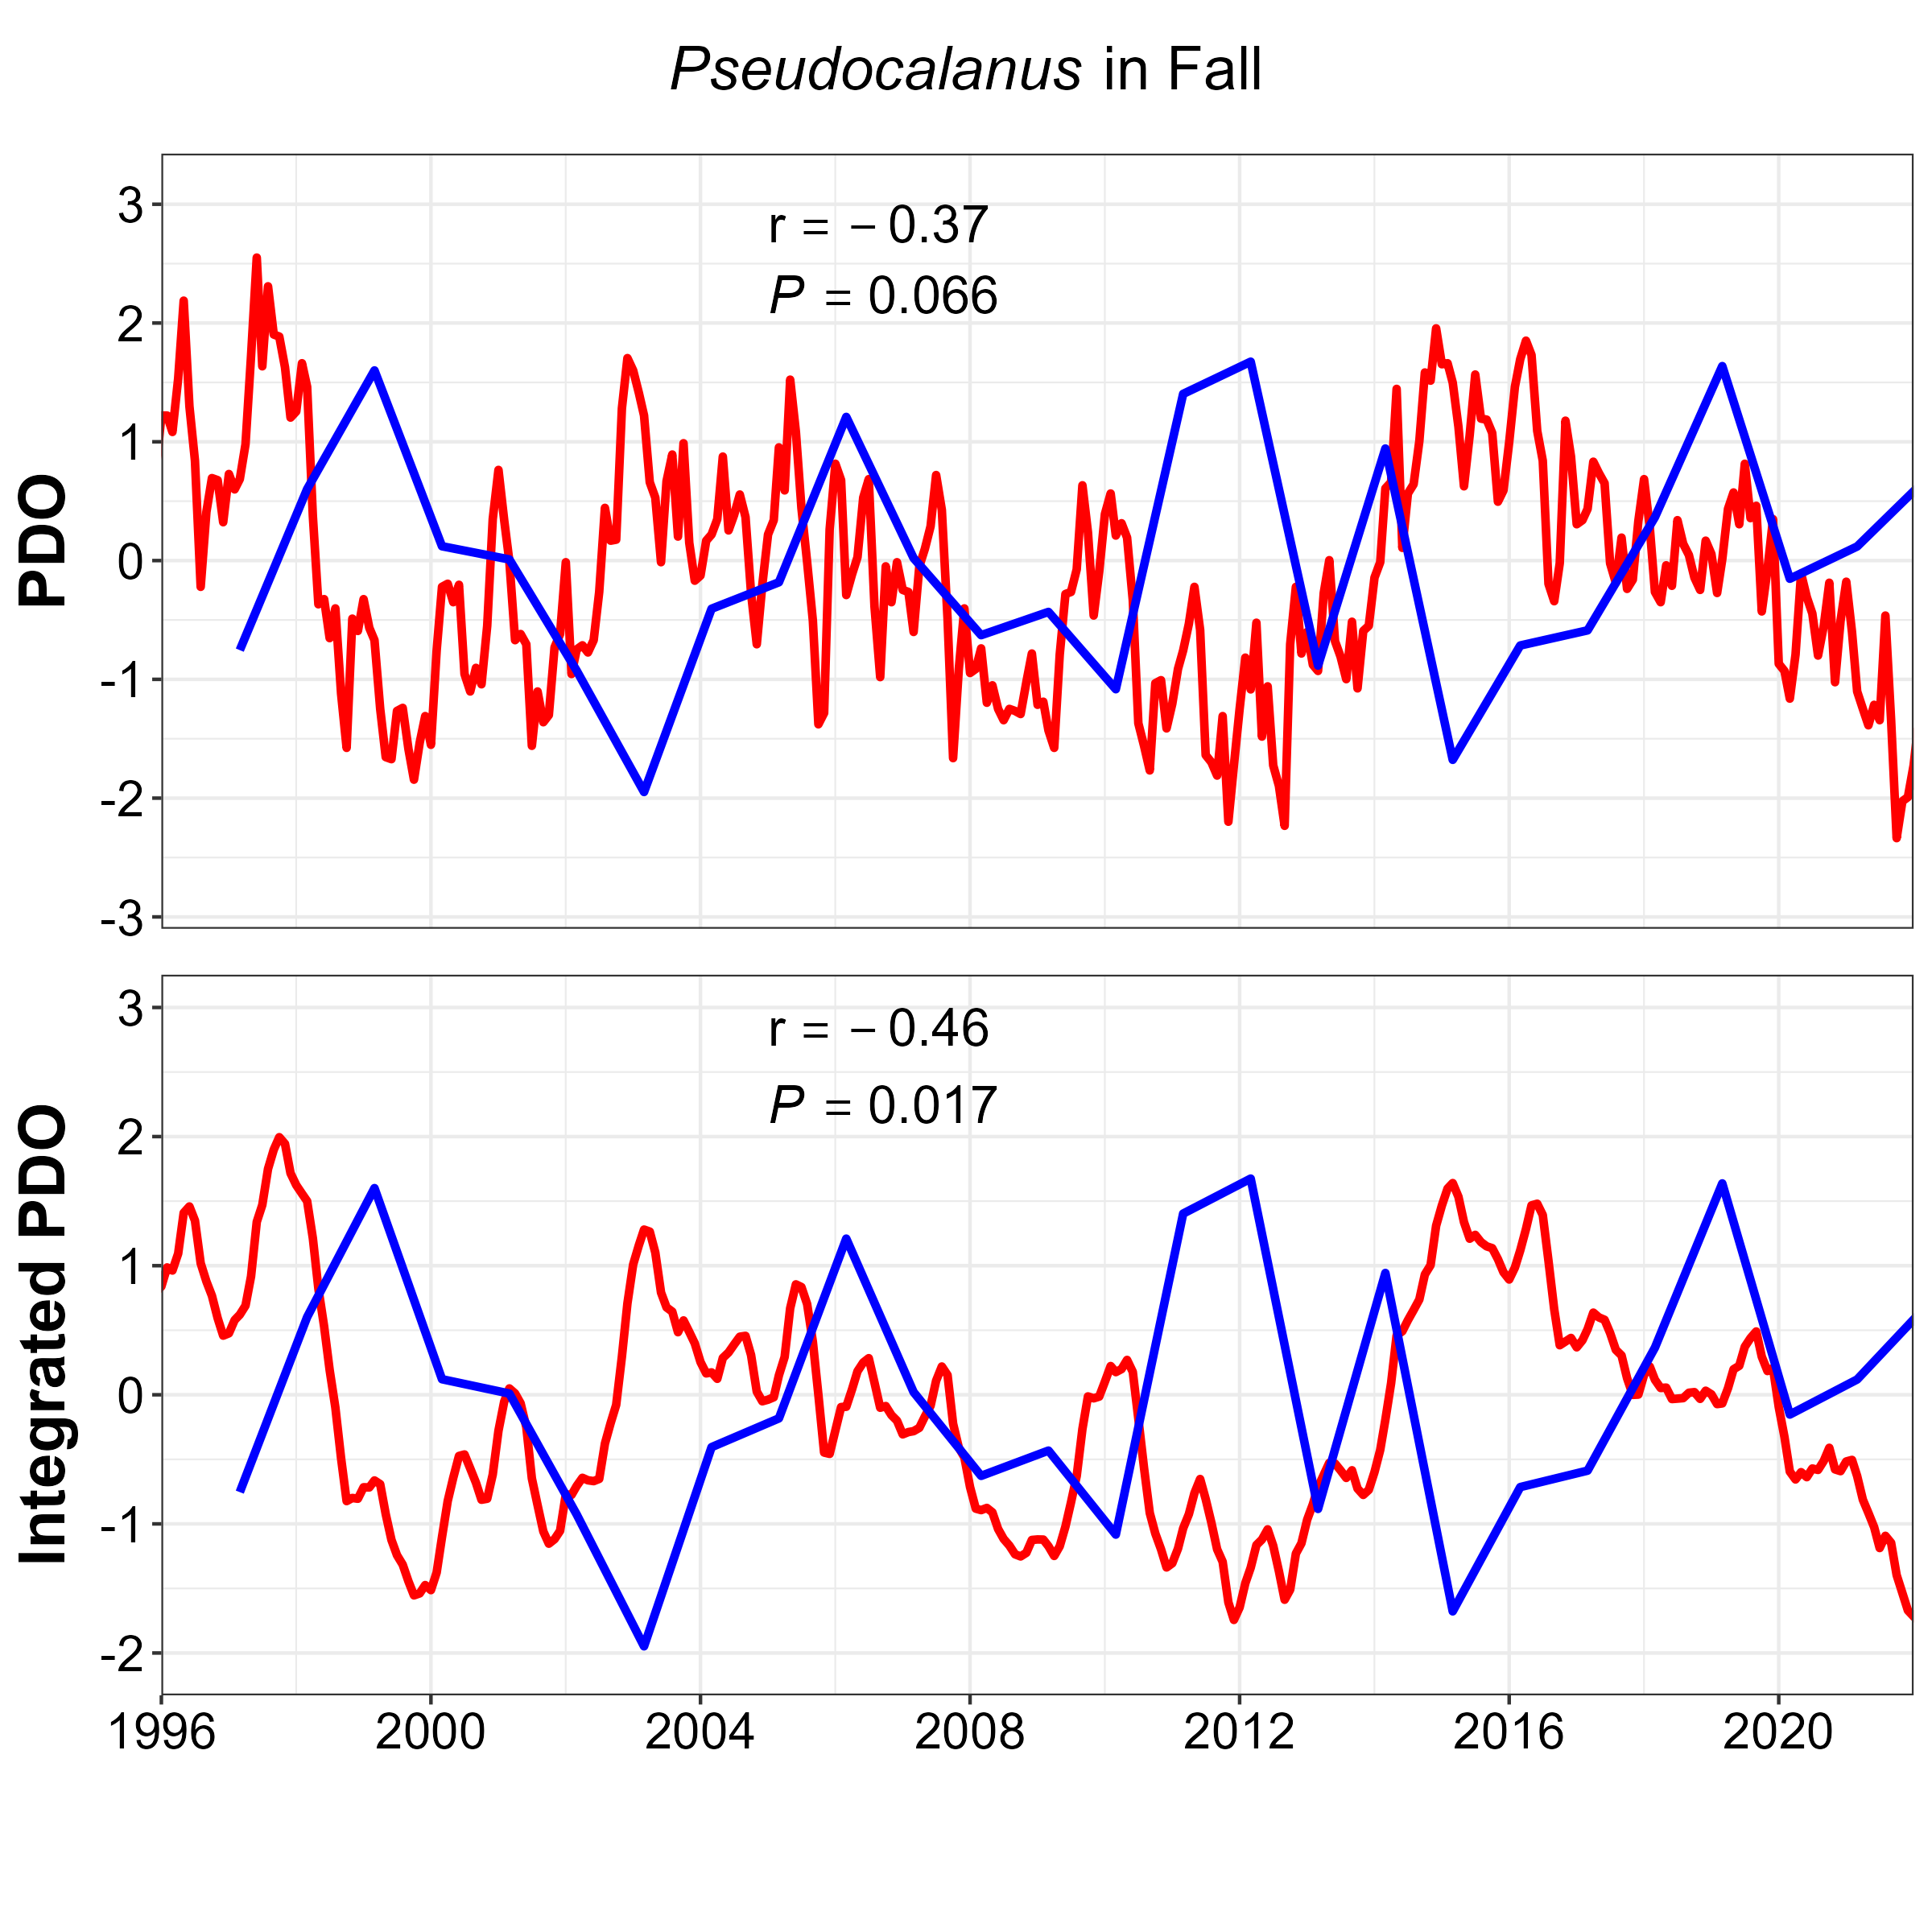 Pseudocalanus in Fall
r = − 0.37
P = 0.066
PDO
3
2
1
0
-1
-2
-3
r = − 0.46
P = 0.017
Integrated PDO
3
2
1
0
-1
-2
1996 2000 2004 2008 2012 2016 2020